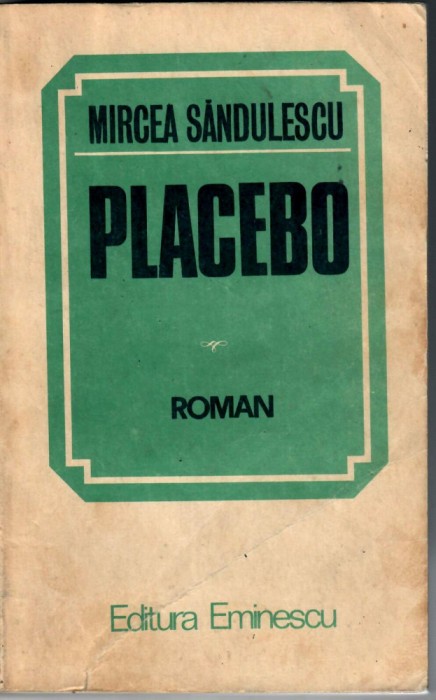 MIRCEA SÂNDULESCU
PLACEBO
ROMAN
Editura Eminescu